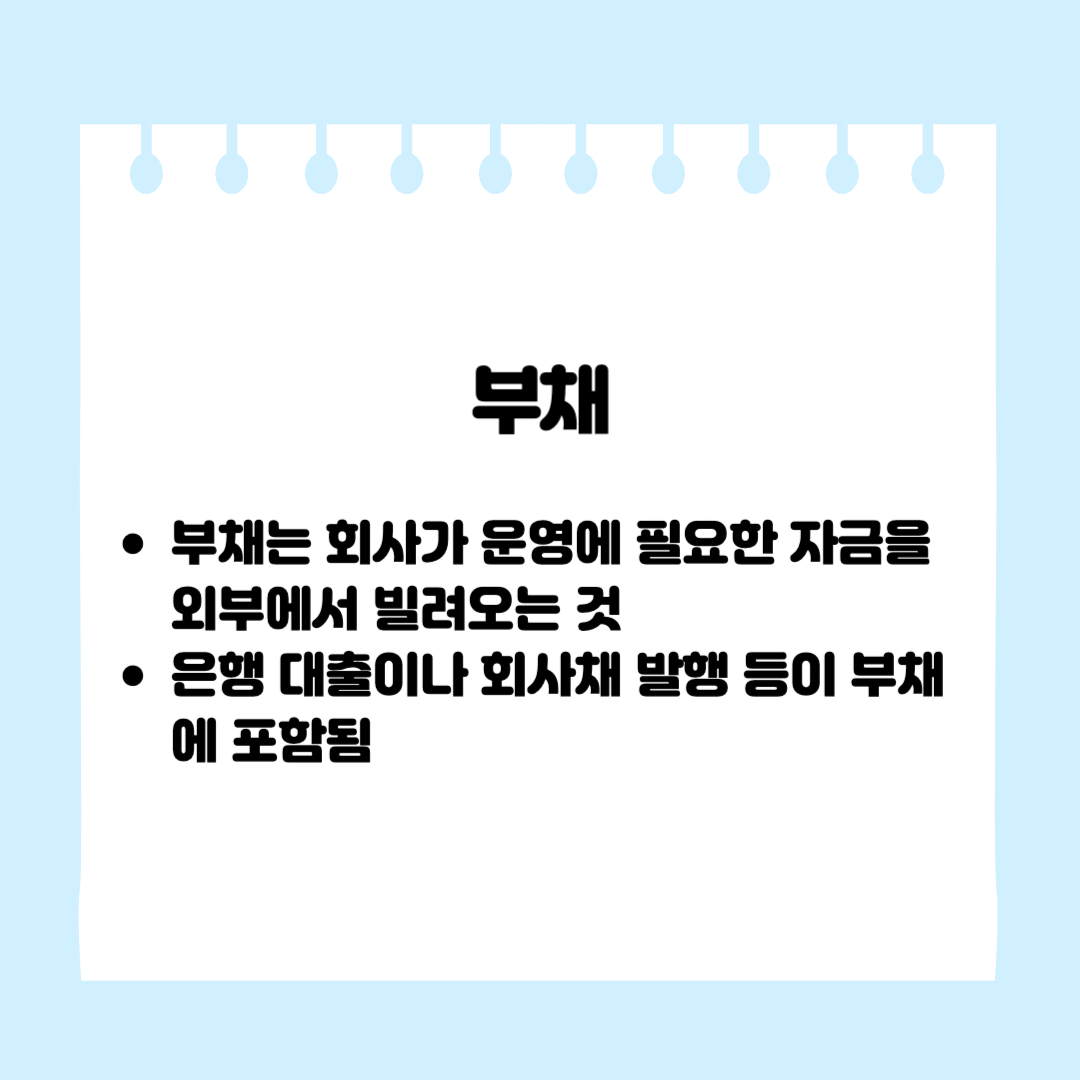 부채
• 부채는 회사가 운영에 필요한 자금을
외부에서 빌려오는 것
• 은행 대출이나 회사채 발행 등이 부채
에 포함됨